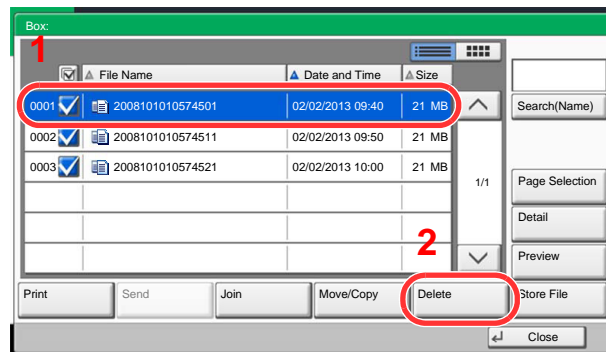 Box:
1
File Name Date and Time Size
0001 2008101010574501 02/02/2013 09:40 21 MB Search(Name)
0002 2008101010574511 02/02/2013 09:50 21 MB
0003 2008101010574521 02/02/2013 10:00 21 MB
1/1 Page Selection
Detail
2
Preview
Print Send Join Move/Copy Delete Store File
Close